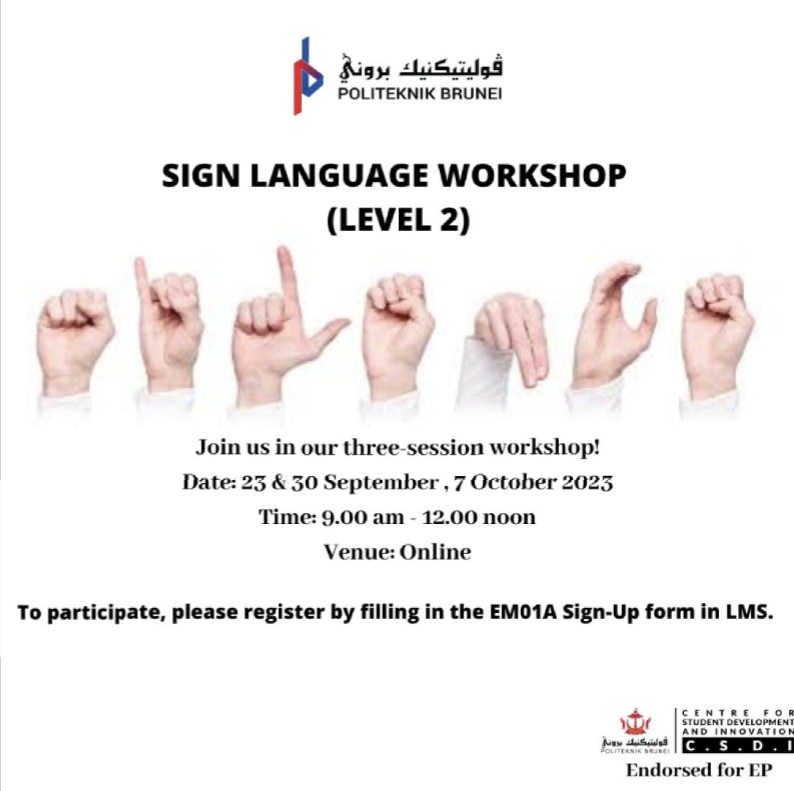 ڤوليتيكنيك بروني
POLITEKNIK BRUNEI
SIGN LANGUAGE WORKSHOP
(LEVEL 2)
Join us in our three-session workshop!
Date: 23 & 30 September , 7 October 2023
Time: 9.00 am - 12.00 noon
Venue: Online
To participate, please register by filling in the EM01A Sign-Up form in LMS.
ڤوليتيكنيك بروني
POLITEKNIK BRUNEI
CENTRE FOR
STUDENT DEVELOPMENT
AND INNOVATION
C.S.D.I
Endorsed for EP